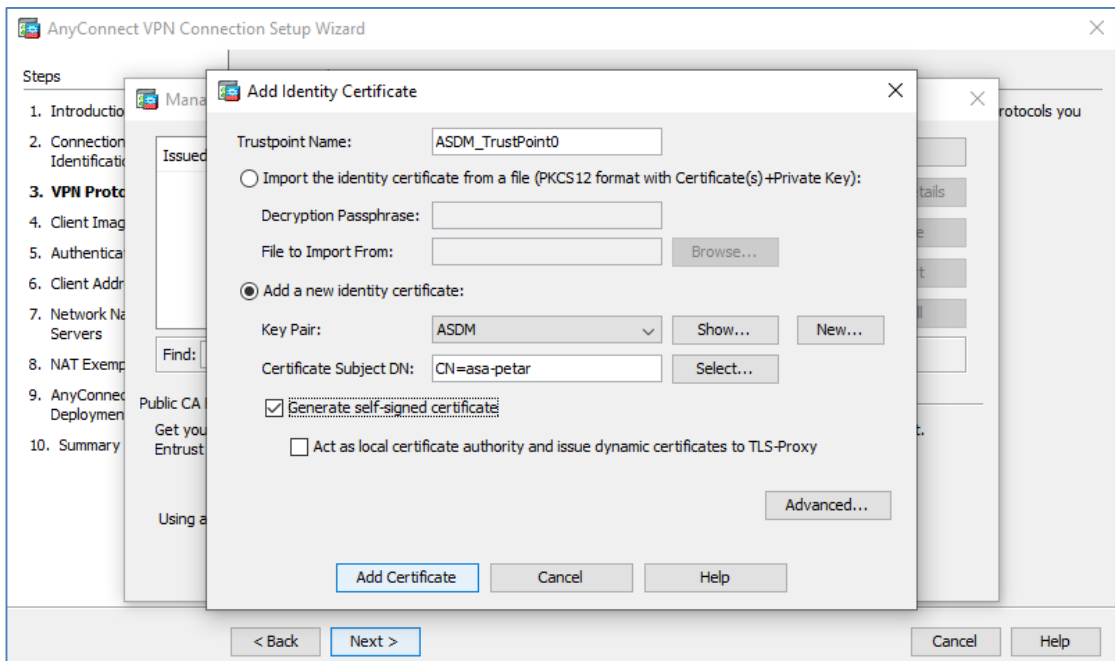 AnyConnect VPN Connection Setup Wizard
Steps
1. Introductio
2. Connection
Identificatio
3. VPN Proto
4. Client Imag
5. Authentica
6. Client Addr
7. Network Na
Servers
8. NAT Exemp
9. AnyConnec
Deploymen
10. Summary
rotocols you
Mana
Issued
Find:
Public CA
Get you
Entrust
Using a
tails
e
t
t.
Add Identity Certificate
Trustpoint Name: ASDM_TrustPoint0
Import the identity certificate from a file (PKCS12 format with Certificate(s)+Private Key):
Decryption Passphrase:
File to Import From: Browse...
Add a new identity certificate:
Key Pair: ASDM Show... New...
Certificate Subject DN: CN=asa-petar Select...
Generate self-signed certificate
Act as local certificate authority and issue dynamic certificates to TLS-Proxy
Advanced...
Add Certificate Cancel Help
< Back Next > Cancel Help